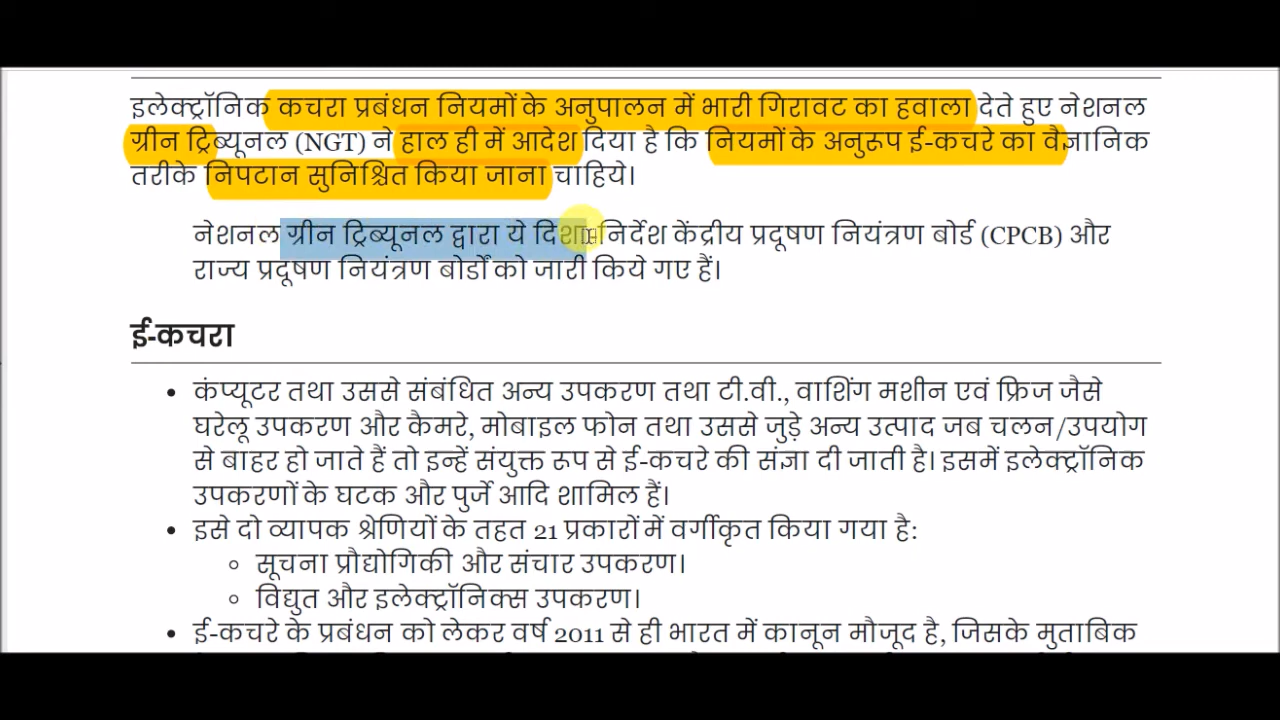 इलेक्ट्रॉनिक कचरा प्रबंधन नियमों के अनुपालन में भारी गिरावट का हवाला देते हुए नेशनल
ग्रीन ट्रिब्यूनल (NGT) ने हाल ही में आदेश दिया है कि नियमों के अनुरूप ई-कचरे का वैज्ञानिक
तरीके निपटान सुनिश्चित किया जाना चाहिये।
नेशनल ग्रीन ट्रिब्यूनल द्वारा ये दिशा-निर्देश केंद्रीय प्रदूषण नियंत्रण बोर्ड (CPCB) और
राज्य प्रदूषण नियंत्रण बोर्डों को जारी किये गए हैं।
ई-कचरा
• कंप्यूटर तथा उससे संबंधित अन्य उपकरण तथा टी.वी., वाशिंग मशीन एवं फ्रिज जैसे
घरेलू उपकरण और कैमरे, मोबाइल फोन तथा उससे जुड़े अन्य उत्पाद जब चलन/उपयोग
से बाहर हो जाते हैं तो इन्हें संयुक्त रूप से ई-कचरे की संज्ञा दी जाती है। इसमें इलेक्ट्रॉनिक
उपकरणों के घटक और पुर्जे आदि शामिल हैं।
• इसे दो व्यापक श्रेणियों के तहत 21 प्रकारों में वर्गीकृत किया गया है:
○ सूचना प्रौद्योगिकी और संचार उपकरण।
○ विद्युत और इलेक्ट्रॉनिक्स उपकरण।
• ई-कचरे के प्रबंधन को लेकर वर्ष 2011 से ही भारत में कानून मौजूद है, जिसके मुताबिक